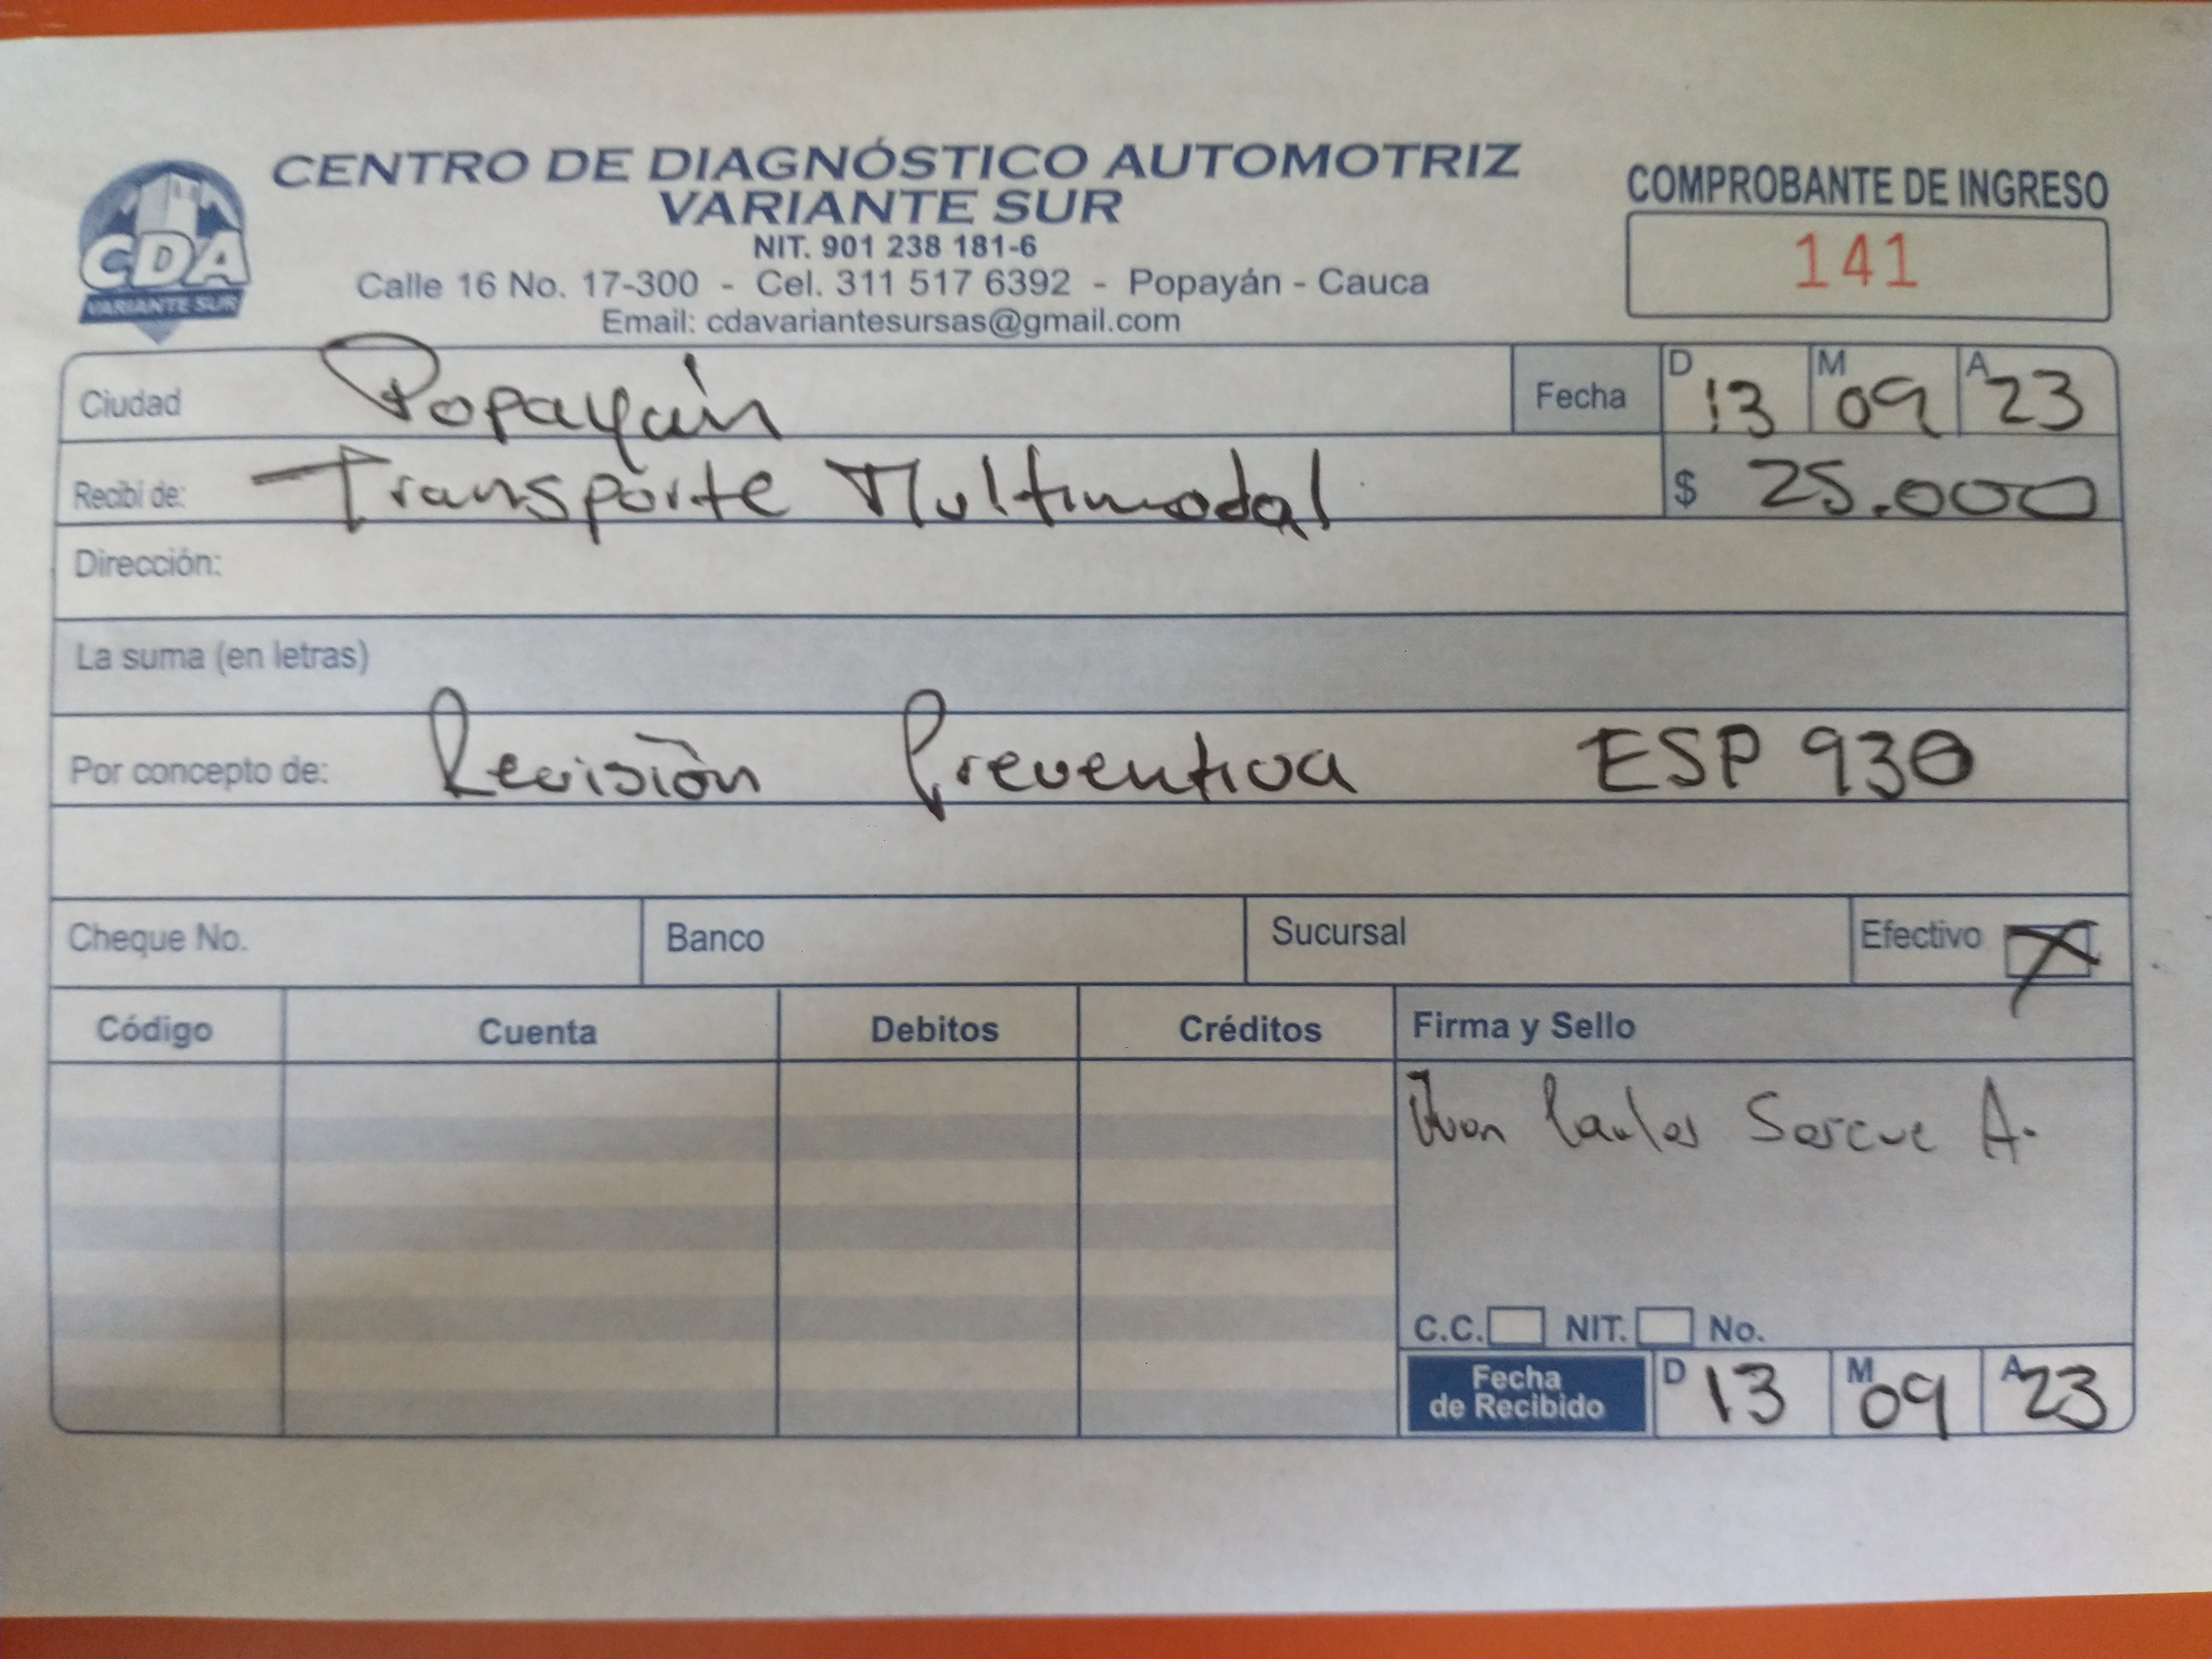 CENTRO DE DIAGNÓSTICO AUTOMOTRIZ
VARIANTE SUR
NIT. 901 238 181-6
Calle 16 No. 17-300 - Cel. 311 517 6392 - Popayán - Cauca
Email: cdavariantesursas@gmail.com
CDA
VARIANTE SUR
COMPROBANTE DE INGRESO
141
Ciudad Popayán Fecha D 13 M 09 A 23
Recibí de: Transporte Multimodal $ 25.000
Dirección:
La suma (en letras)
Por concepto de: Revisión Preventiva ESP 930
Cheque No. Banco Sucursal Efectivo X
Código Cuenta Debitos Créditos Firma y Sello
Juan A.
C.C. NIT. No.
Fecha de Recibido D 13 M 09 A 23